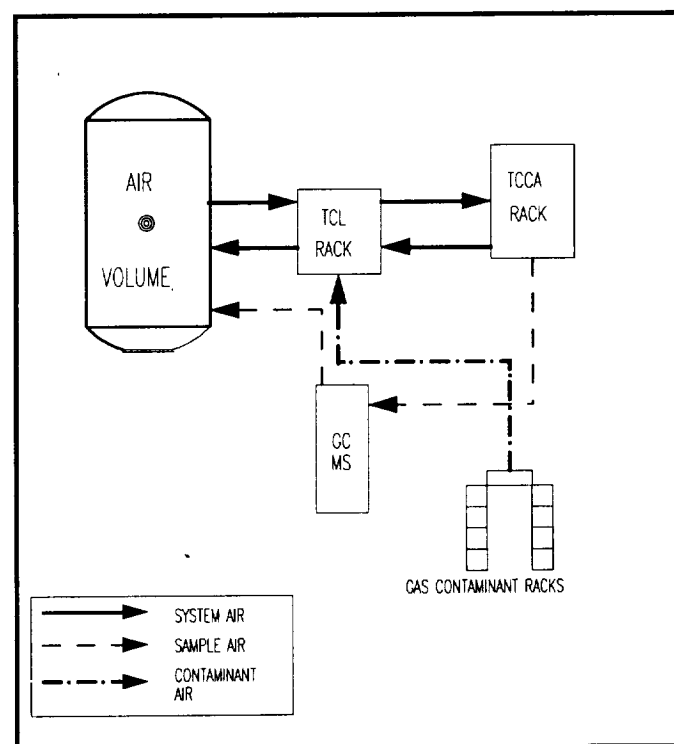 AIR
VOLUME
TCL
RACK
TCCA
RACK
GC
MS
GAS CONTAMINANT RACKS
SYSTEM AIR
SAMPLE AIR
CONTAMINANT
AIR